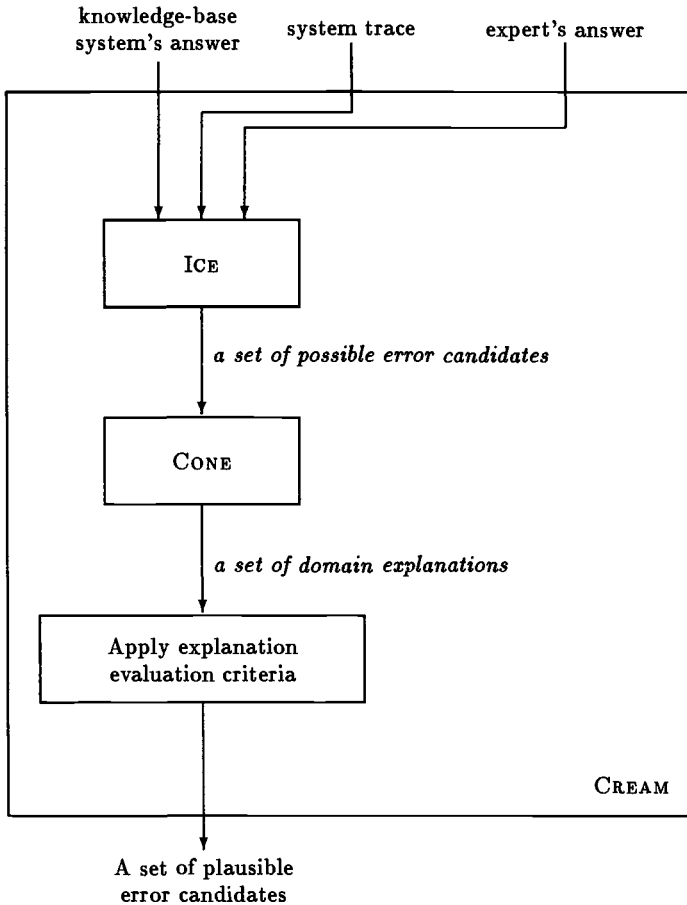 knowledge-base
system's answer
system trace
expert's answer
ICE
a set of possible error candidates
CONE
a set of domain explanations
Apply explanation
evaluation criteria
CREAM
A set of plausible
error candidates